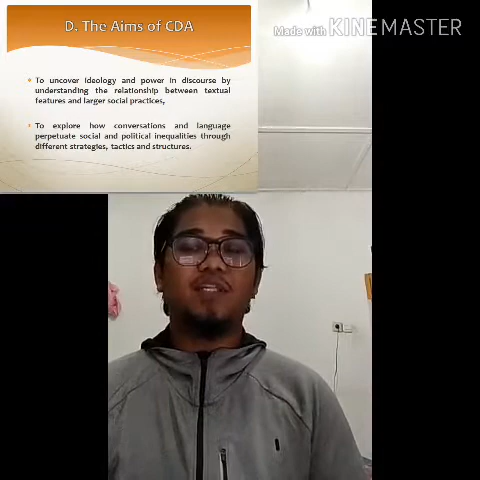 D. The Aims of CDA
Made with KINEMASTER
To uncover ideology and power in discourse by
understanding the relationship between textual
features and larger social practices,
To explore how conversations and language
perpetuate social and political inequalities through
different strategies, tactics and structures.